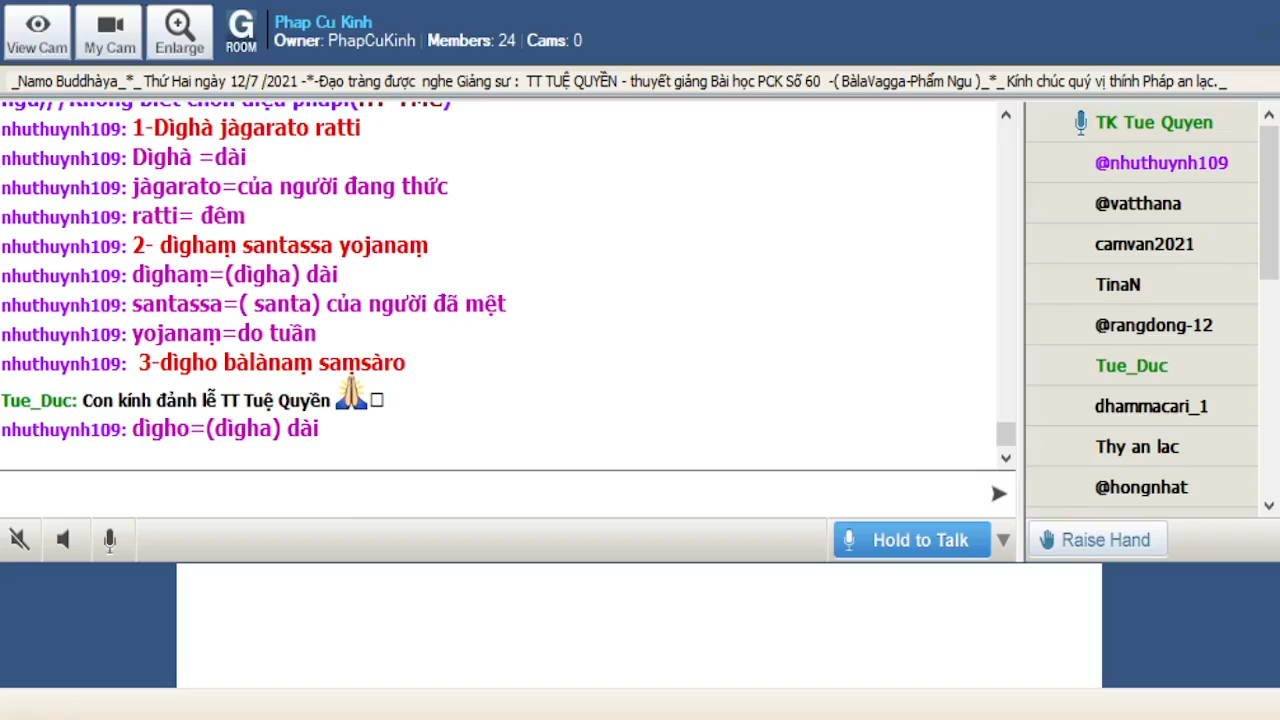 View Cam
My Cam
Enlarge
G
ROOM
Phap Cu Kinh
Owner: PhapCuKinh | Members: 24 | Cams: 0
_Namo Buddhàya_*_ Thứ Hai ngày 12/7 /2021 -*-Đạo tràng được nghe Giảng sư : TT TUỆ QUYỀN - thuyết giảng Bài học PCK Số 60 -( BàlaVagga-Phẩm Ngu )_*_Kính chúc quý vị thính Pháp an lạc._
nhuthuynh109: 1-Dìghà jàgarato ratti
nhuthuynh109: Dìghà =dài
nhuthuynh109: jàgarato=của người đang thức
nhuthuynh109: ratti= đêm
nhuthuynh109: 2- dìghaṃ santassa yojanaṃ
nhuthuynh109: dìghaṃ=(dìgha) dài
nhuthuynh109: santassa=( santa) của người đã mệt
nhuthuynh109: yojanaṃ=do tuần
nhuthuynh109: 3-dìgho bàlànaṃ saṃsàro
Tue_Duc: Con kính đảnh lễ TT Tuệ Quyền
nhuthuynh109: dìgho=(dìgha) dài
TK Tue Quyen
@nhuthuynh109
@vatthana
camvan2021
TinaN
@rangdong-12
Tue_Duc
dhammacari_1
Thy an lac
@hongnhat
Hold to Talk
Raise Hand